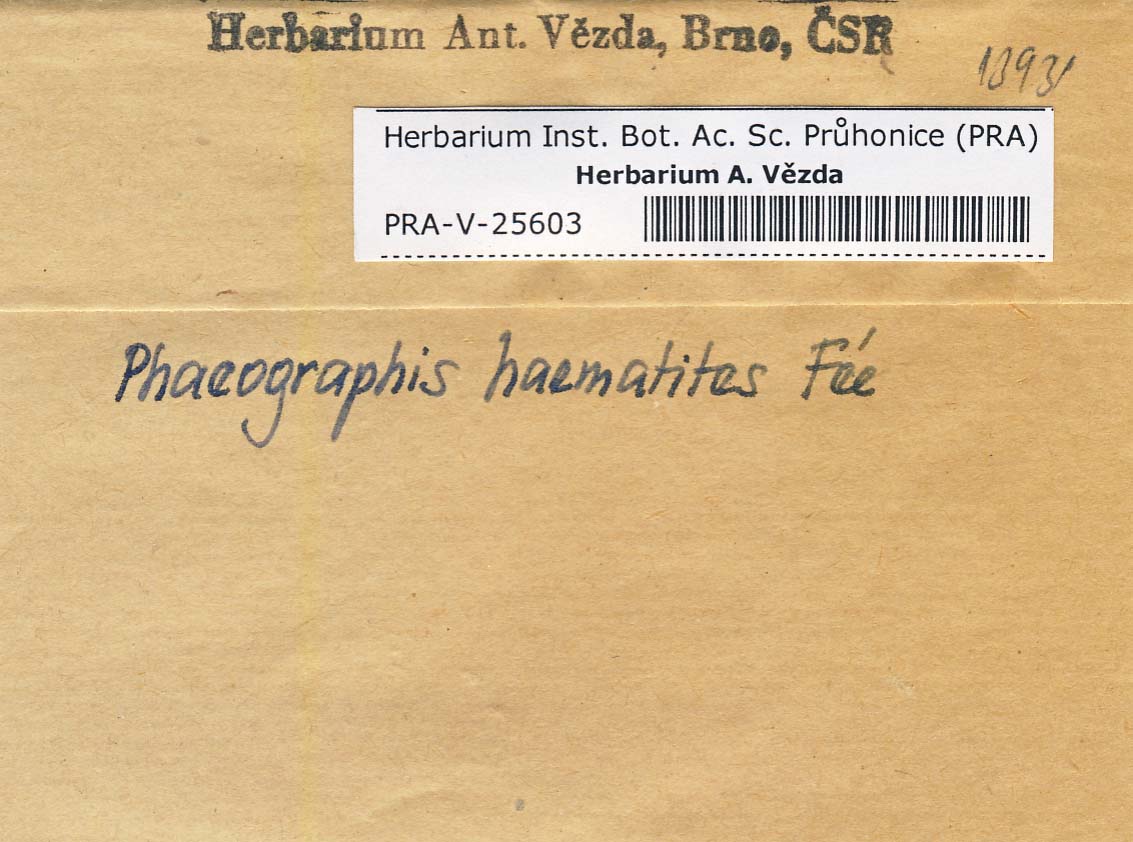 Herbarium Ant. Vězda, Brno, ČSR
Herbarium Inst. Bot. Ac. Sc. Průhonice (PRA)
Herbarium A. Vězda
PRA-V-25603
Phaeographis haematites Fée